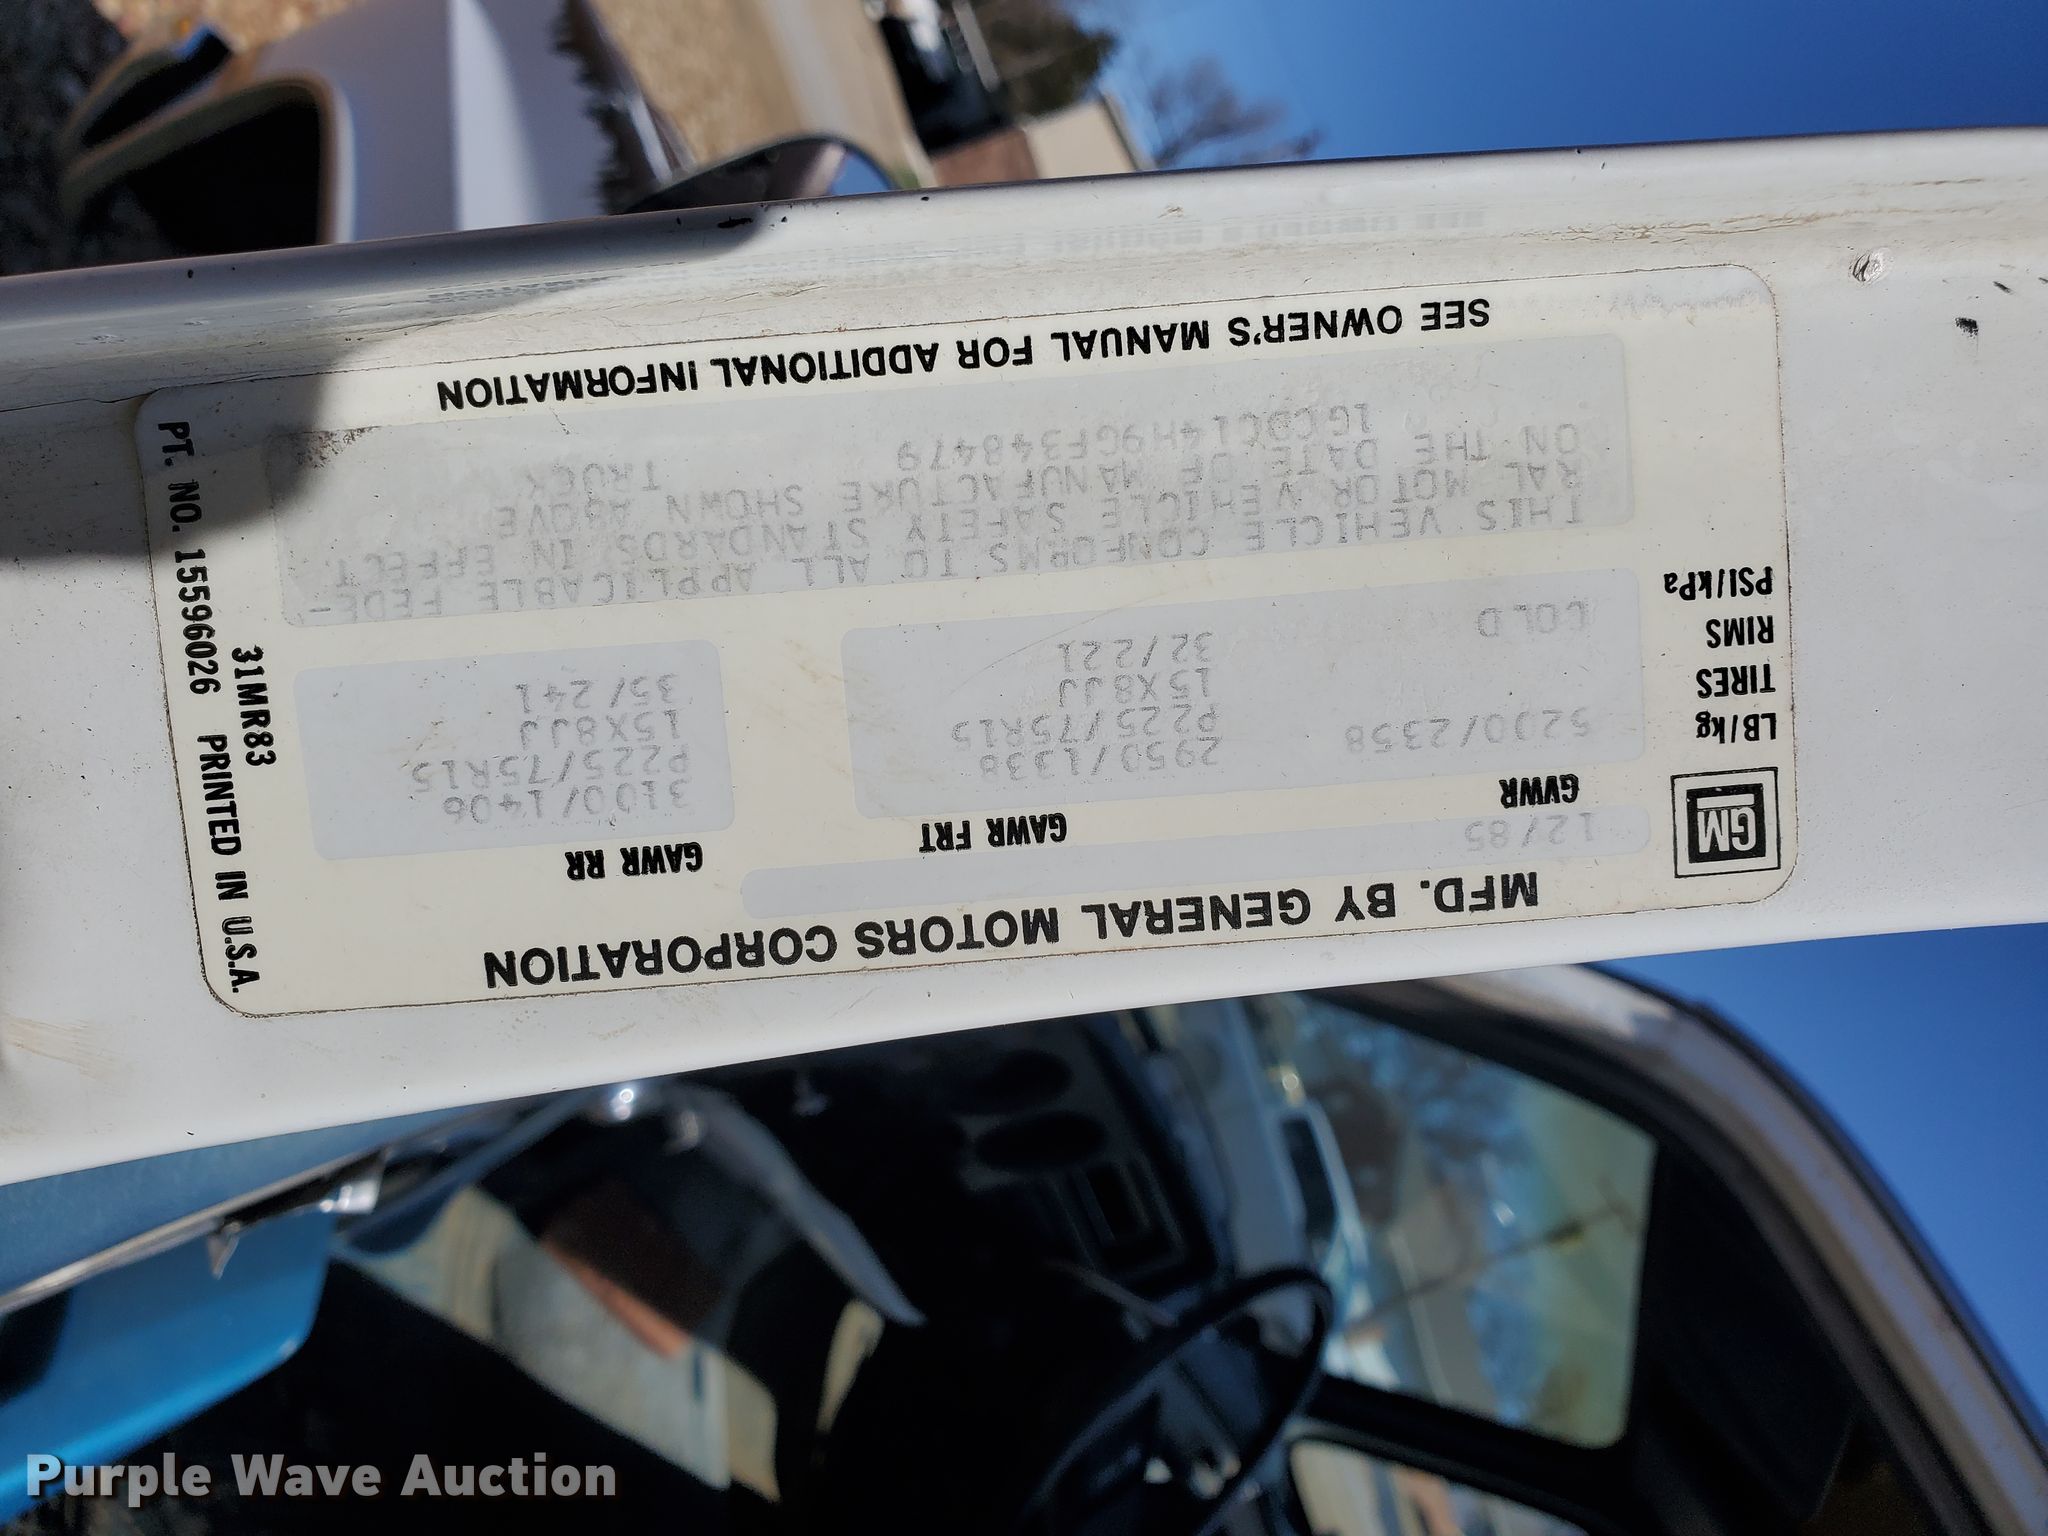 MFD. BY GENERAL MOTORS CORPORATION
12/85
GM
GVWR GAWR FRT GAWR RR
LB/kg 5200/2358 2950/1338 3100/1406
TIRES P225/75R15 P225/75R15
RIMS 15X8JJ 15X8JJ
PSI/kPa COLD 32/221 35/241
THIS VEHICLE CONFORMS TO ALL APPLICABLE FEDE-
RAL MOTOR VEHICLE SAFETY STANDARDS IN EFFECT
ON THE DATE OF MANUFACTURE SHOWN ABOVE
1GCDC14H9GF348479 TRUCK
SEE OWNER'S MANUAL FOR ADDITIONAL INFORMATION
31MR83
PT. NO. 15596026 PRINTED IN U.S.A.
Purple Wave Auction